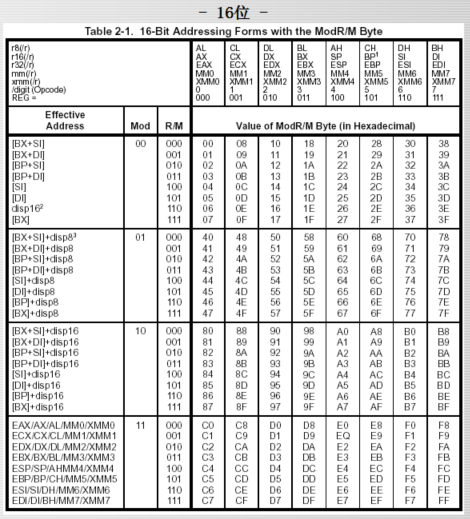 - 16位 -
Table 2-1. 16-Bit Addressing Forms with the ModR/M Byte
r8(/r) AL CL DL BL AH CH DH BH
r16(/r) AX CX DX BX SP BP¹ SI DI
r32(/r) EAX ECX EDX EBX ESP EBP ESI EDI
mm(/r) MM0 MM1 MM2 MM3 MM4 MM5 MM6 MM7
xmm(/r) XMM0 XMM1 XMM2 XMM3 XMM4 XMM5 XMM6 XMM7
/digit (Opcode) 0 1 2 3 4 5 6 7
REG = 000 001 010 011 100 101 110 111
Effective Address Mod R/M Value of ModR/M Byte (in Hexadecimal)
[BX+SI] 00 000 00 08 10 18 20 28 30 38
[BX+DI] 001 01 09 11 19 21 29 31 39
[BP+SI] 010 02 0A 12 1A 22 2A 32 3A
[BP+DI] 011 03 0B 13 1B 23 2B 33 3B
[SI] 100 04 0C 14 1C 24 2C 34 3C
[DI] 101 05 0D 15 1D 25 2D 35 3D
disp16² 110 06 0E 16 1E 26 2E 36 3E
[BX] 111 07 0F 17 1F 27 2F 37 3F
[BX+SI]+disp8³ 01 000 40 48 50 58 60 68 70 78
[BX+DI]+disp8 001 41 49 51 59 61 69 71 79
[BP+SI]+disp8 010 42 4A 52 5A 62 6A 72 7A
[BP+DI]+disp8 011 43 4B 53 5B 63 6B 73 7B
[SI]+disp8 100 44 4C 54 5C 64 6C 74 7C
[DI]+disp8 101 45 4D 55 5D 65 6D 75 7D
[BP]+disp8 110 46 4E 56 5E 66 6E 76 7E
[BX]+disp8 111 47 4F 57 5F 67 6F 77 7F
[BX+SI]+disp16 10 000 80 88 90 98 A0 A8 B0 B8
[BX+DI]+disp16 001 81 89 91 99 A1 A9 B1 B9
[BP+SI]+disp16 010 82 8A 92 9A A2 AA B2 BA
[BP+DI]+disp16 011 83 8B 93 9B A3 AB B3 BB
[SI]+disp16 100 84 8C 94 9C A4 AC B4 BC
[DI]+disp16 101 85 8D 95 9D A5 AD B5 BD
[BP]+disp16 110 86 8E 96 9E A6 AE B6 BE
[BX]+disp16 111 87 8F 97 9F A7 AF B7 BF
EAX/AX/AL/MM0/XMM0 11 000 C0 C8 D0 D8 E0 E8 F0 F8
ECX/CX/CL/MM1/XMM1 001 C1 C9 D1 D9 EQ E9 F1 F9
EDX/DX/DL/MM2/XMM2 010 C2 CA D2 DA E2 EA F2 FA
EBX/BX/BL/MM3/XMM3 011 C3 CB D3 DB E3 EB F3 FB
ESP/SP/AHMM4/XMM4 100 C4 CC D4 DC E4 EC F4 FC
EBP/BP/CH/MM5/XMM5 101 C5 CD D5 DD E5 ED F5 FD
ESI/SI/DH/MM6/XMM6 110 C6 CE D6 DE E6 EE F6 FE
EDI/DI/BH/MM7/XMM7 111 C7 CF D7 DF E7 EF F7 FF